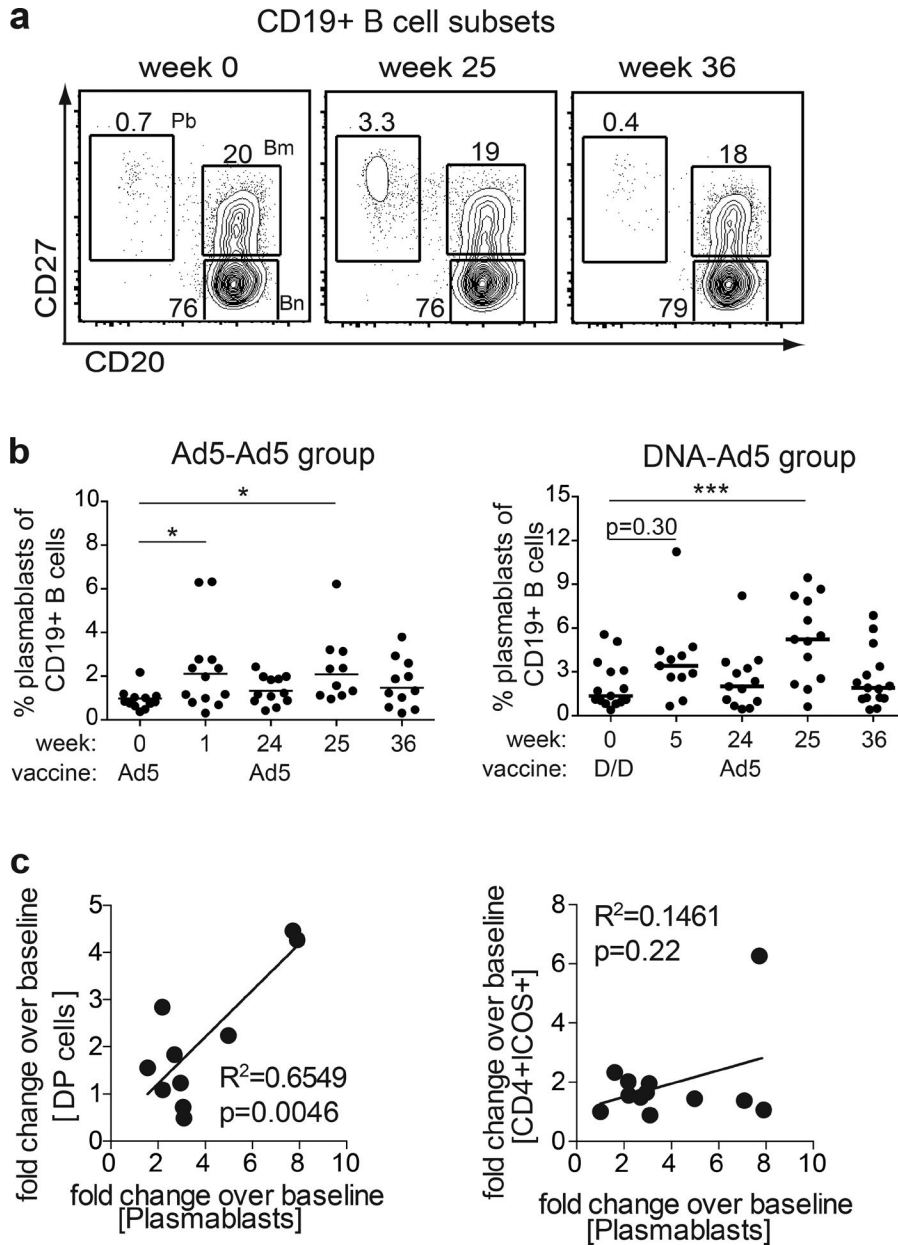 a
CD19+ B cell subsets
week 0
week 25
week 36
0.7
Pb
20
Bm
76
Bn
3.3
19
76
0.4
18
79
CD27
CD20
b
Ad5-Ad5 group
% plasmablasts of
CD19+ B cells
10
8
6
4
2
0
*
*
week: 0 1 24 25 36
vaccine: Ad5 Ad5
DNA-Ad5 group
% plasmablasts of
CD19+ B cells
15
12
9
6
3
0
***
p=0.30
week: 0 5 24 25 36
vaccine: D/D Ad5
c
fold change over baseline
[ DP cells ]
5
4
3
2
1
0
R²=0.6549
p=0.0046
0 2 4 6 8 10
fold change over baseline
[Plasmablasts]
fold change over baseline
[CD4+ICOS+]
8
6
4
2
0
R²=0.1461
p=0.22
0 2 4 6 8 10
fold change over baseline
[Plasmablasts]